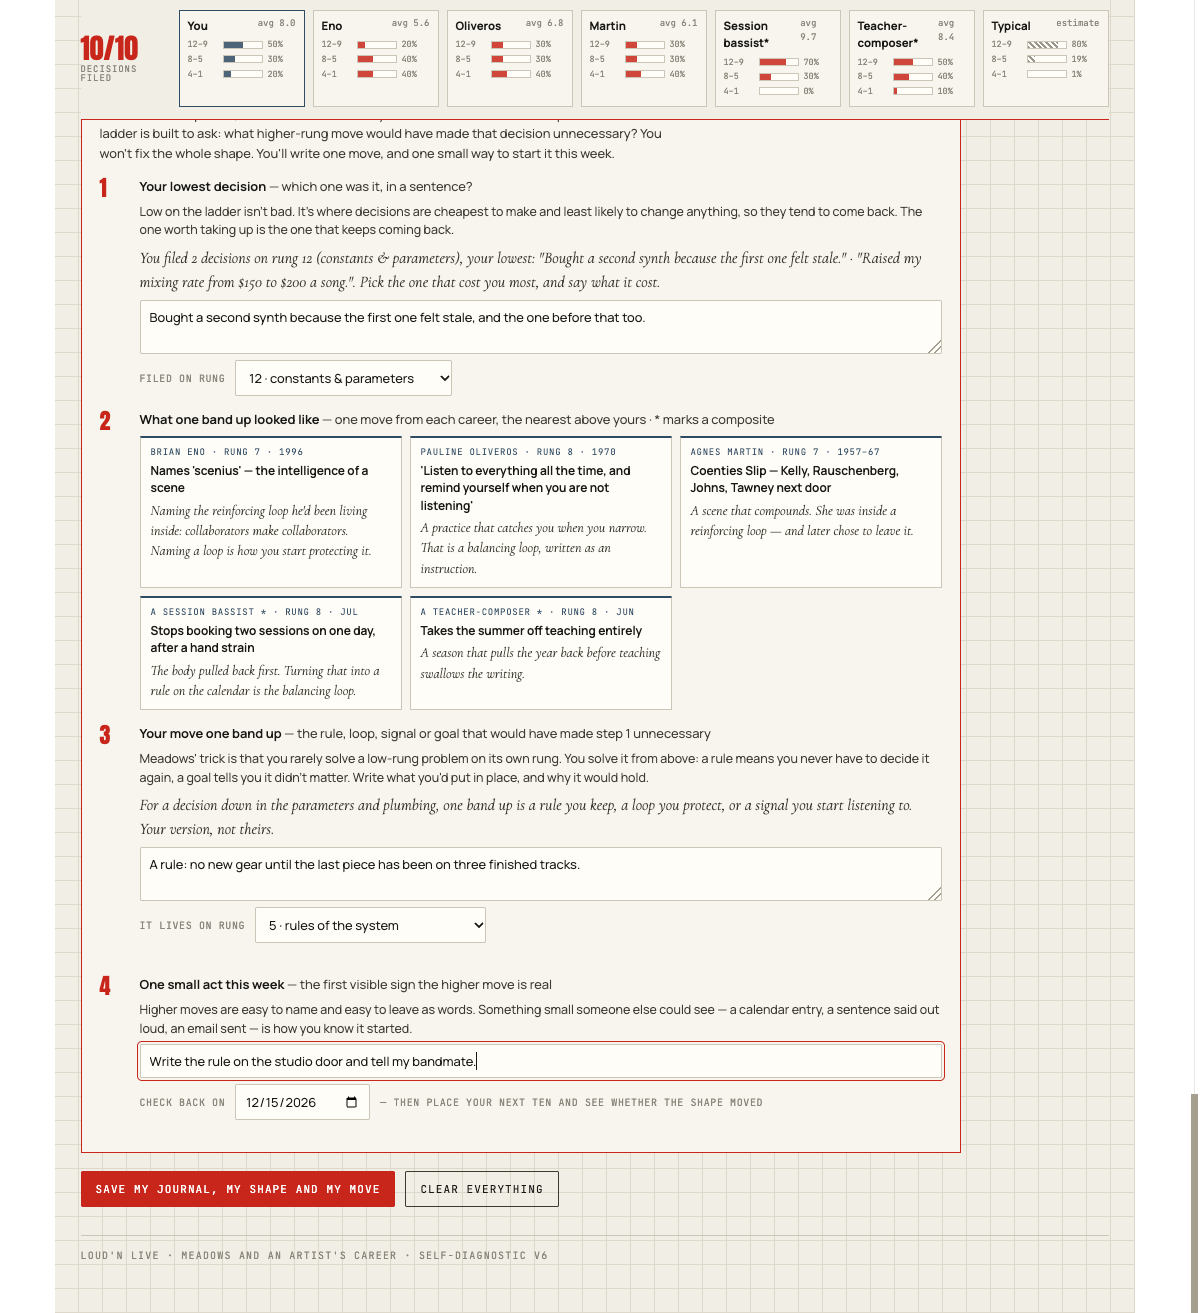 10/10
DECISIONS
FILED
You avg 8.0
12–9 50%
8–5 30%
4–1 20%
Eno avg 5.6
12–9 20%
8–5 40%
4–1 40%
Oliveros avg 6.8
12–9 30%
8–5 30%
4–1 40%
Martin avg 6.1
12–9 30%
8–5 30%
4–1 40%
Session bassist* avg 9.7
12–9 70%
8–5 30%
4–1 0%
Teacher-composer* avg 8.4
12–9 50%
8–5 40%
4–1 10%
Typical estimate
12–9 80%
8–5 19%
4–1 1%
ladder is built to ask: what higher-rung move would have made that decision unnecessary? You
won't fix the whole shape. You'll write one move, and one small way to start it this week.
1 Your lowest decision — which one was it, in a sentence?
Low on the ladder isn't bad. It's where decisions are cheapest to make and least likely to change anything, so they tend to come back. The
one worth taking up is the one that keeps coming back.
You filed 2 decisions on rung 12 (constants & parameters), your lowest: "Bought a second synth because the first one felt stale." · "Raised my
mixing rate from $150 to $200 a song.". Pick the one that cost you most, and say what it cost.
Bought a second synth because the first one felt stale, and the one before that too.
FILED ON RUNG 12 · constants & parameters
2 What one band up looked like — one move from each career, the nearest above yours · * marks a composite
BRIAN ENO · RUNG 7 · 1996
Names 'scenius' — the intelligence of a
scene
Naming the reinforcing loop he'd been living
inside: collaborators make collaborators.
Naming a loop is how you start protecting it.
PAULINE OLIVEROS · RUNG 8 · 1970
'Listen to everything all the time, and
remind yourself when you are not
listening'
A practice that catches you when you narrow.
That is a balancing loop, written as an
instruction.
AGNES MARTIN · RUNG 7 · 1957–67
Coenties Slip — Kelly, Rauschenberg,
Johns, Tawney next door
A scene that compounds. She was inside a
reinforcing loop — and later chose to leave it.
A SESSION BASSIST * · RUNG 8 · JUL
Stops booking two sessions on one day,
after a hand strain
The body pulled back first. Turning that into a
rule on the calendar is the balancing loop.
A TEACHER-COMPOSER * · RUNG 8 · JUN
Takes the summer off teaching entirely
A season that pulls the year back before teaching
swallows the writing.
3 Your move one band up — the rule, loop, signal or goal that would have made step 1 unnecessary
Meadows' trick is that you rarely solve a low-rung problem on its own rung. You solve it from above: a rule means you never have to decide it
again, a goal tells you it didn't matter. Write what you'd put in place, and why it would hold.
For a decision down in the parameters and plumbing, one band up is a rule you keep, a loop you protect, or a signal you start listening to.
Your version, not theirs.
A rule: no new gear until the last piece has been on three finished tracks.
IT LIVES ON RUNG 5 · rules of the system
4 One small act this week — the first visible sign the higher move is real
Higher moves are easy to name and easy to leave as words. Something small someone else could see — a calendar entry, a sentence said out
loud, an email sent — is how you know it started.
Write the rule on the studio door and tell my bandmate.
CHECK BACK ON 12/15/2026 — THEN PLACE YOUR NEXT TEN AND SEE WHETHER THE SHAPE MOVED
SAVE MY JOURNAL, MY SHAPE AND MY MOVE CLEAR EVERYTHING
LOUD'N LIVE · MEADOWS AND AN ARTIST'S CAREER · SELF-DIAGNOSTIC V6